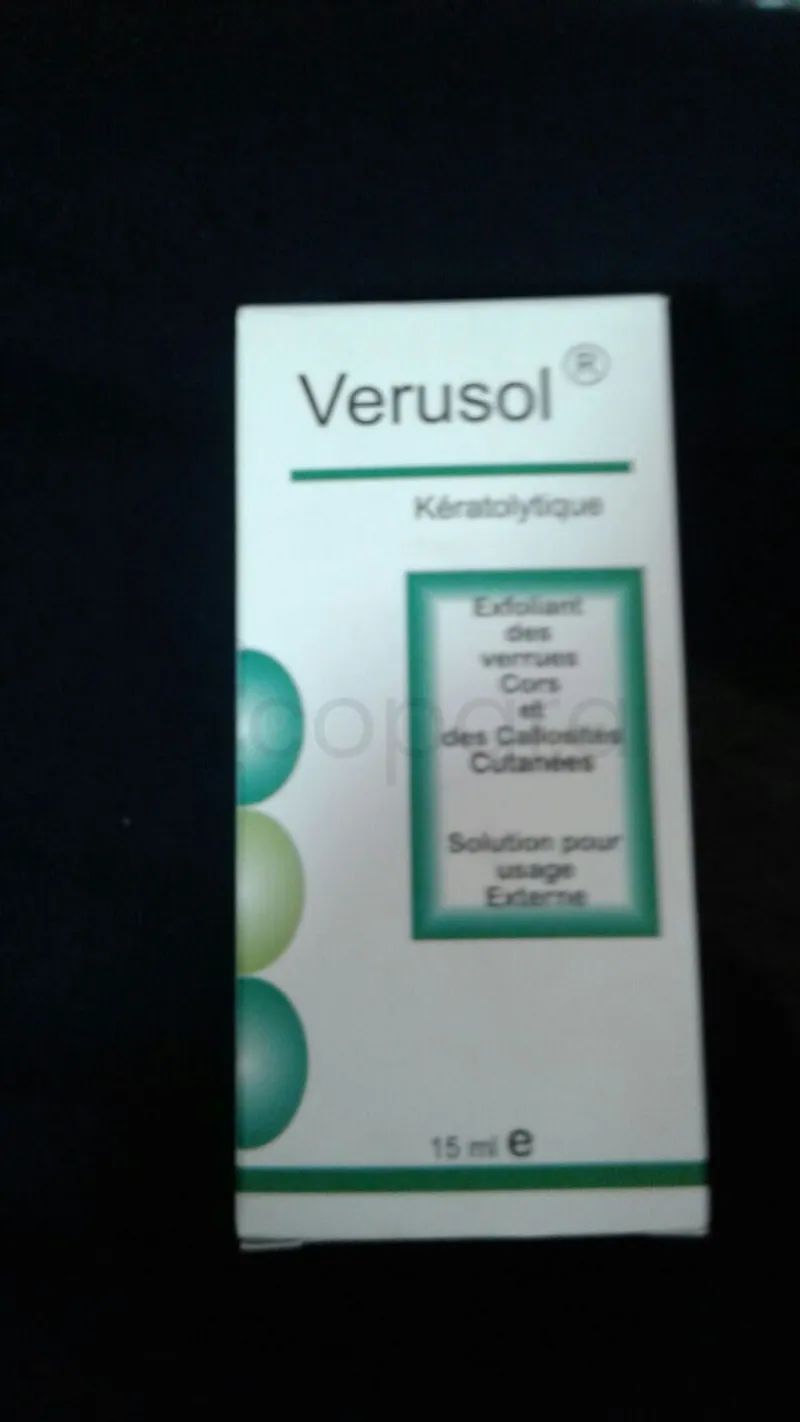 Verusol ®
Kératolytique
Exfoliant
des
verrues
Cors
et
des Callosités
Cutanées
Solution pour
usage
Externe
15 ml e